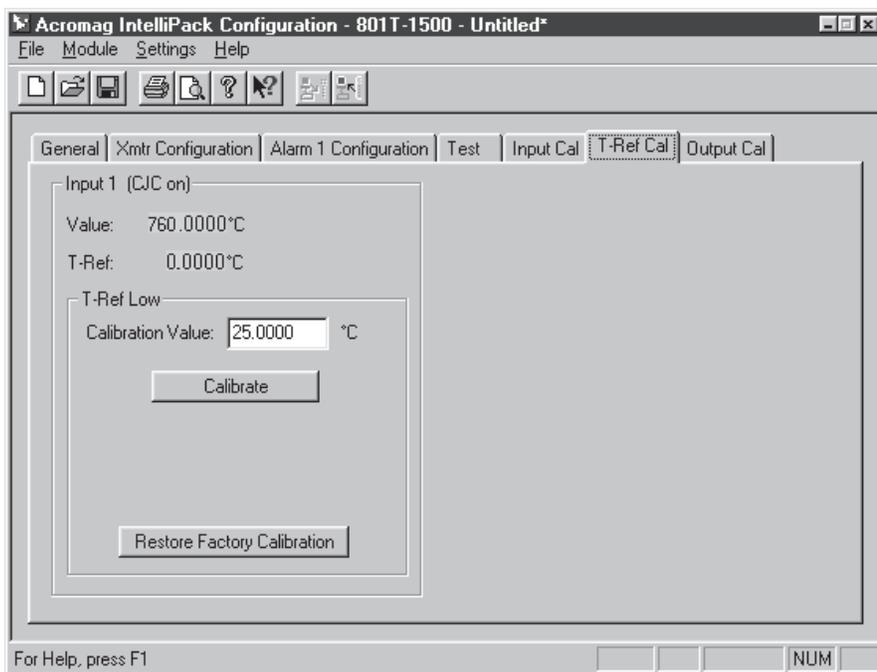 Acromag IntelliPack Configuration - 801T-1500 - Untitled*
File Module Settings Help
General Xmtr Configuration Alarm 1 Configuration Test Input Cal T-Ref Cal Output Cal
Input 1 (CJC on)
Value: 760.0000°C
T-Ref: 0.0000°C
T-Ref Low
Calibration Value: 25.0000 °C
Calibrate
Restore Factory Calibration
For Help, press F1 NUM